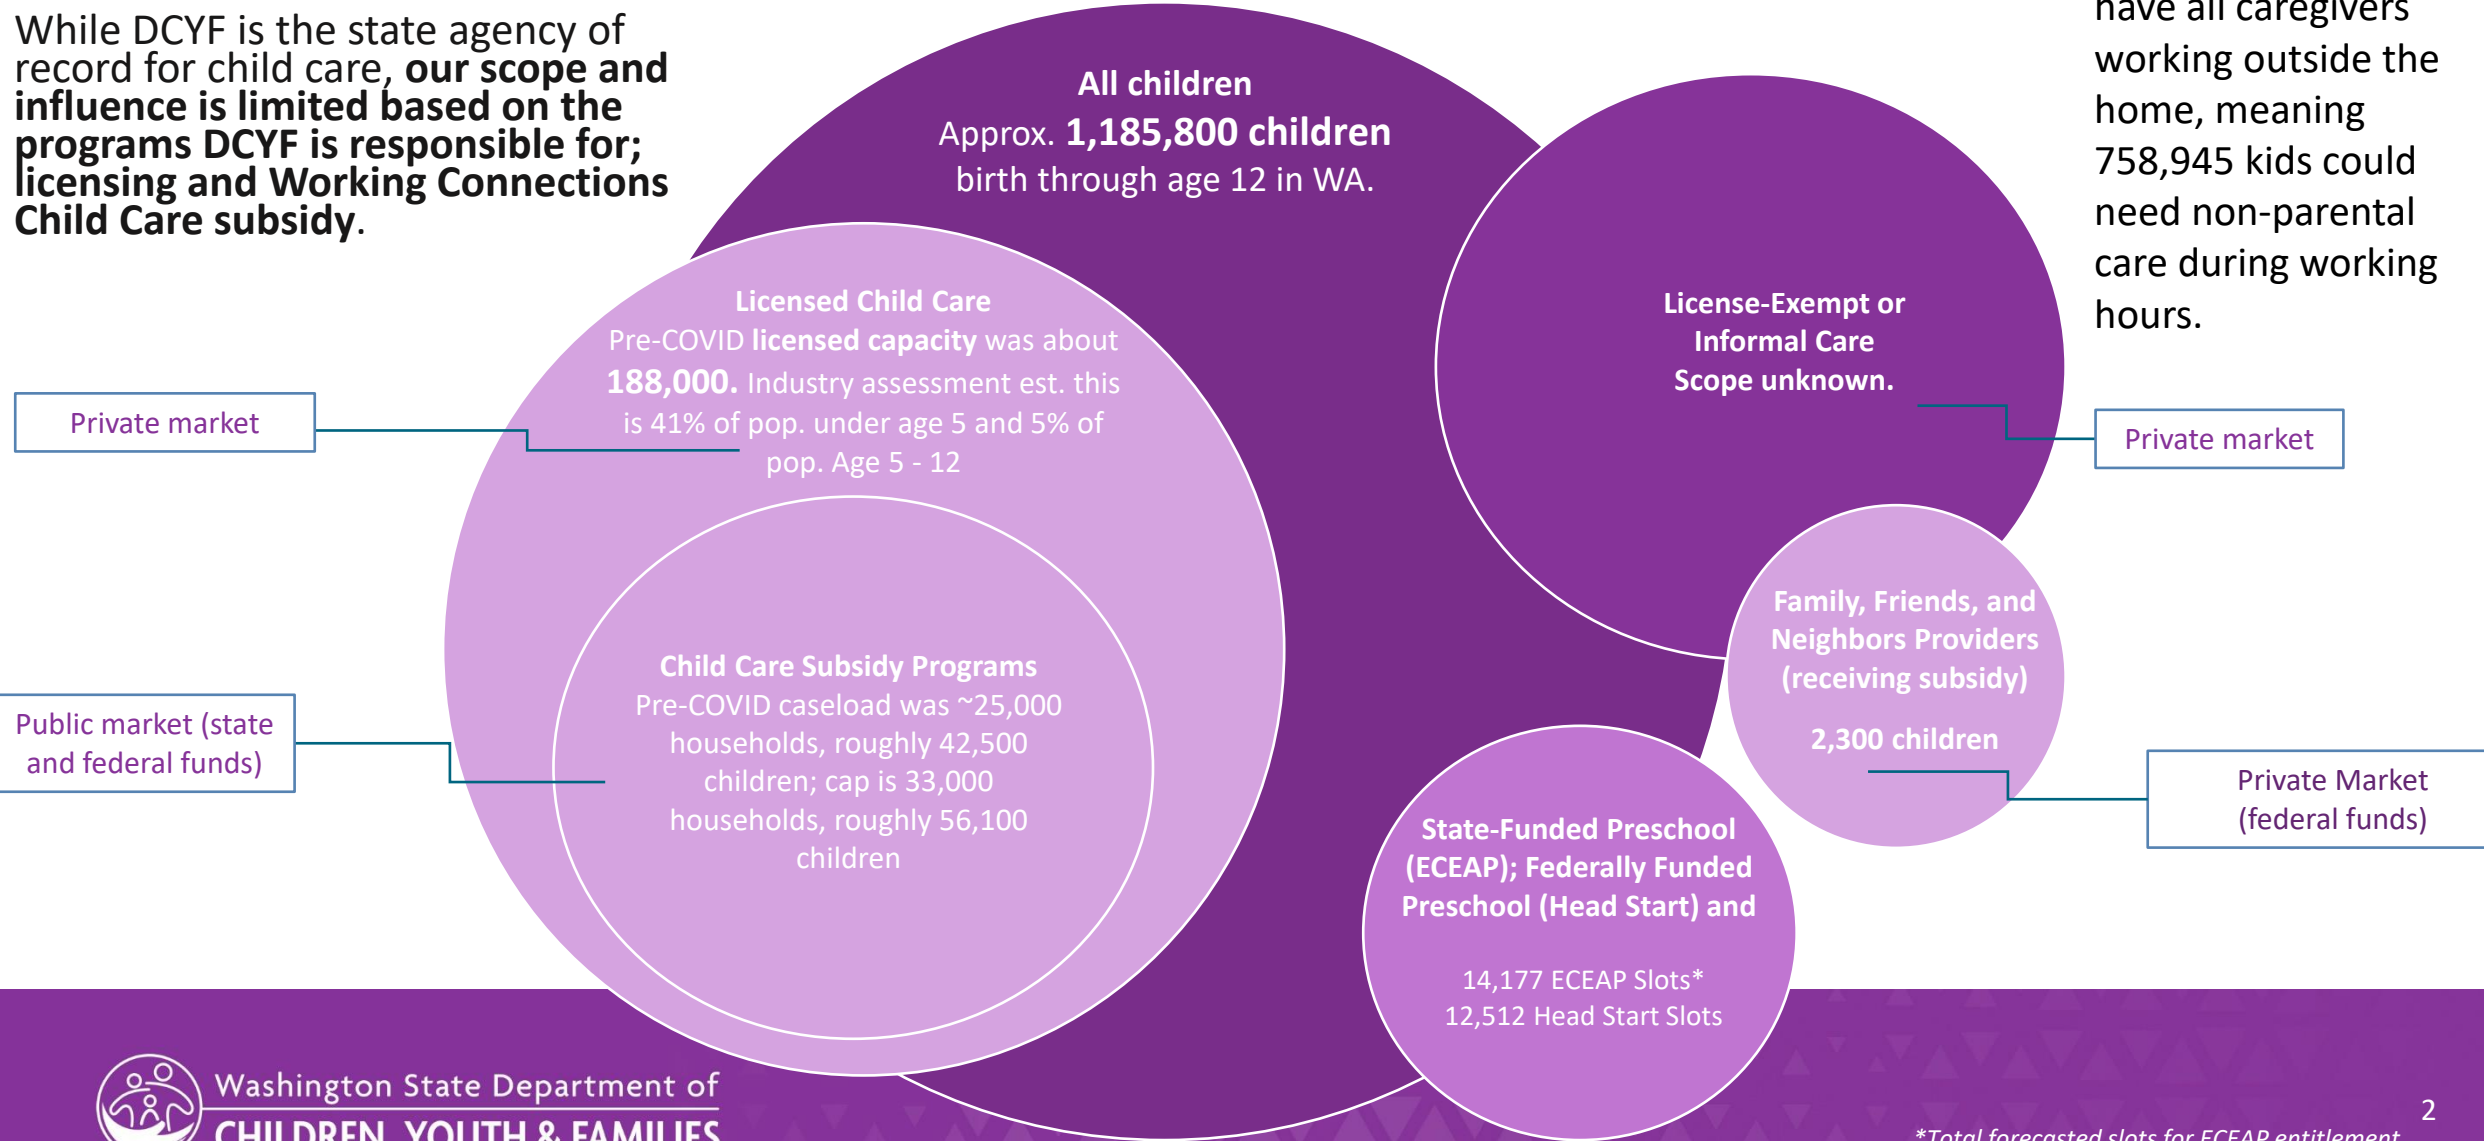 While DCYF is the state agency of
record for child care, our scope and
influence is limited based on the
programs DCYF is responsible for;
licensing and Working Connections
Child Care subsidy.
All children
Approx. 1,185,800 children
birth through age 12 in WA.
have all caregivers
working outside the
home, meaning
758,945 kids could
need non-parental
care during working
hours.
Licensed Child Care
Pre-COVID licensed capacity was about
188,000. Industry assessment est. this
is 41% of pop. under age 5 and 5% of
pop. Age 5 - 12
License-Exempt or
Informal Care
Scope unknown.
Private market
Private market
Child Care Subsidy Programs
Pre-COVID caseload was ~25,000
households, roughly 42,500
children; cap is 33,000
households, roughly 56,100
children
Public market (state
and federal funds)
Family, Friends, and
Neighbors Providers
(receiving subsidy)
2,300 children
Private Market
(federal funds)
State-Funded Preschool
(ECEAP); Federally Funded
Preschool (Head Start) and
14,177 ECEAP Slots*
12,512 Head Start Slots
Washington State Department of
CHILDREN, YOUTH & FAMILIES
2
*Total forecasted slots for ECEAP entitlement